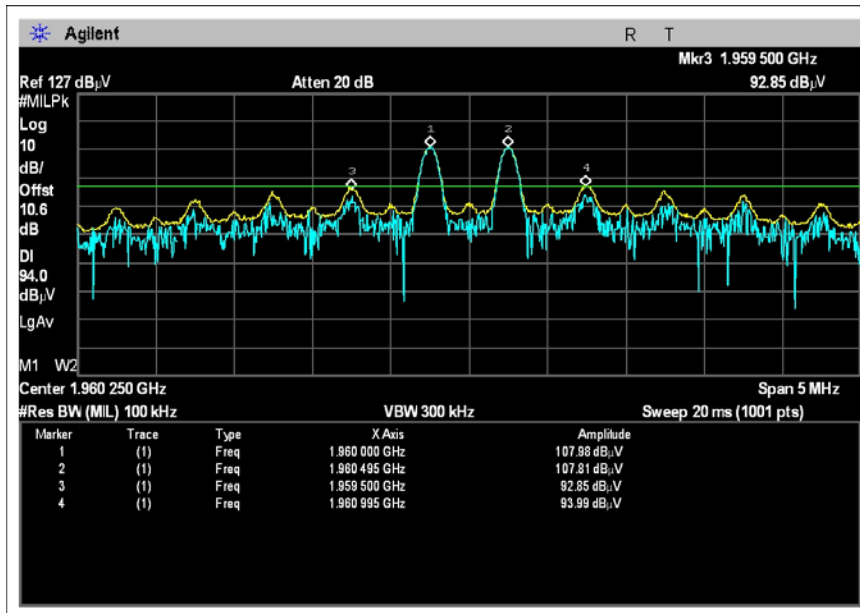 Agilent
R T
Mkr3 1.959 500 GHz
Ref 127 dBµV
Atten 20 dB
92.85 dBµV
#MILPk
Log
10
dB/
Offst
10.6
dB
DI
94.0
dBµV
LgAv
M1 W2
1
2
3
4
Center 1.960 250 GHz
Span 5 MHz
#Res BW (MIL) 100 kHz
VBW 300 kHz
Sweep 20 ms (1001 pts)
Marker Trace Type X Axis Amplitude
1 (1) Freq 1.960 000 GHz 107.98 dBµV
2 (1) Freq 1.960 495 GHz 107.81 dBµV
3 (1) Freq 1.959 500 GHz 92.85 dBµV
4 (1) Freq 1.960 995 GHz 93.99 dBµV